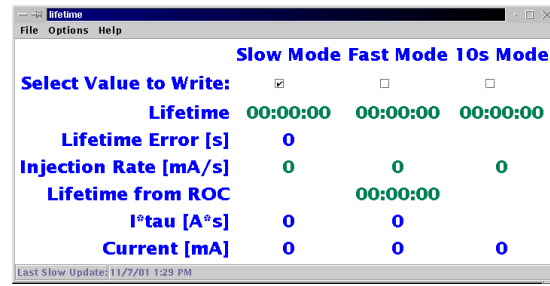 lifetime
File Options Help
Slow Mode Fast Mode 10s Mode
Select Value to Write:
Lifetime 00:00:00 00:00:00 00:00:00
Lifetime Error [s] 0
Injection Rate [mA/s] 0 0 0
Lifetime from ROC 00:00:00
I*tau [A*s] 0 0
Current [mA] 0 0 0
Last Slow Update: 11/7/01 1:29 PM